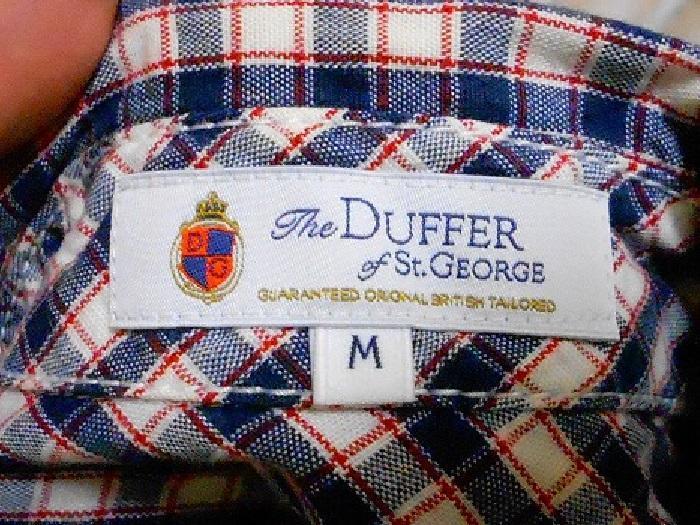 The DUFFER
of St. GEORGE
GUARANTEED ORIGINAL BRITISH TAILORED
D
G
M